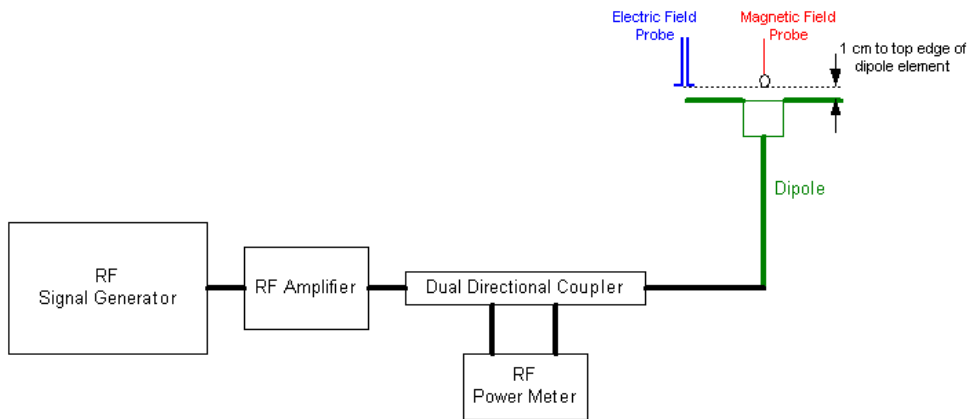 Electric Field
Probe
Magnetic Field
Probe
1 cm to top edge of
dipole element
Dipole
RF
Signal Generator
RF Amplifier
Dual Directional Coupler
RF
Power Meter